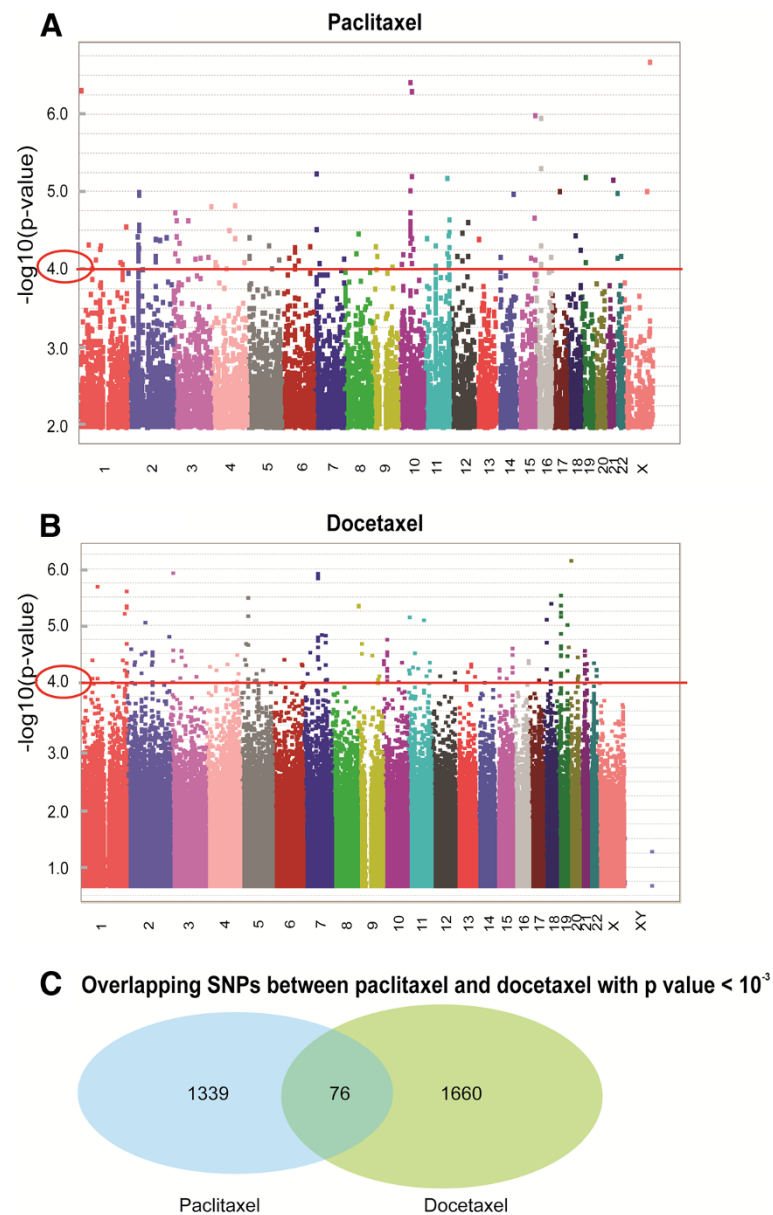 A
Paclitaxel
-log10(p-value)
6.0
5.0
4.0
3.0
2.0
1 2 3 4 5 6 7 8 9 10 11 12 13 14 15 16 17 18 19 20 21 22 X
B
Docetaxel
-log10(p-value)
6.0
5.0
4.0
3.0
2.0
1.0
1 2 3 4 5 6 7 8 9 10 11 12 13 14 15 16 17 18 19 20 21 22 X XY
C Overlapping SNPs between paclitaxel and docetaxel with p value < 10⁻³
1339 76 1660
Paclitaxel Docetaxel